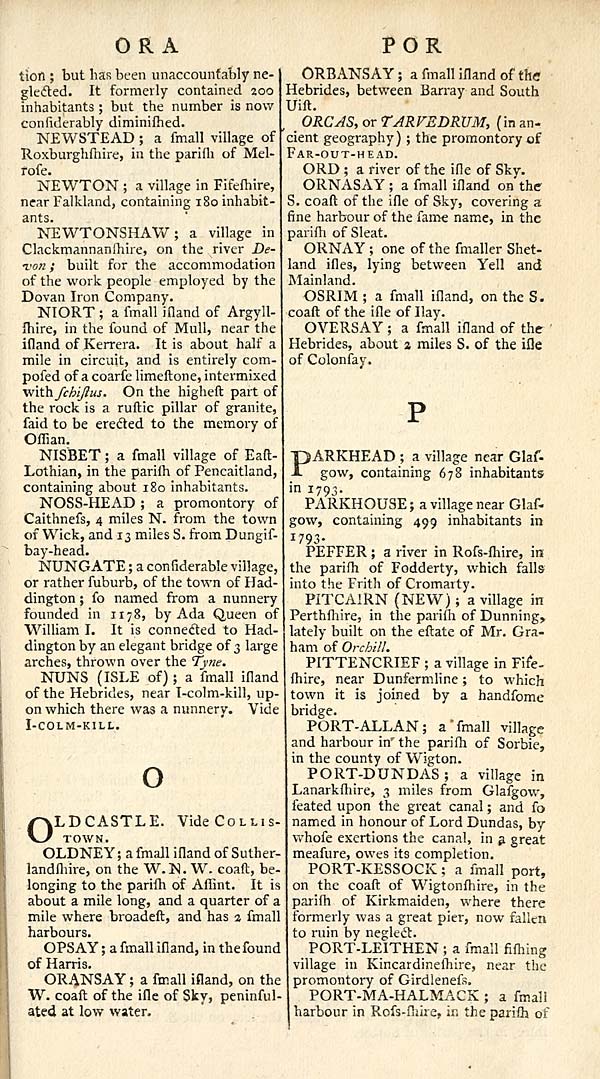 ORA
tion ; but has been unaccountably ne-
glećted. It formerly contained 200
inhabitants ; but the number is now
conſiderably diminiſhed.
NEWSTEAD ; a ſmall village of
Roxburghſhire, in the pariſh of Mel-
roſe.
NEWTON ; a village in Fifeſhire,
near Falkland, containing 180 inhabit-
ants.
NEWTONSHAW ; a village in
Clackmannanſhire, on the river De-
von ; built for the accommodation
of the work people employed by the
Dovan Iron Company.
NIORT ; a ſmall iſland of Argyll-
ſhire, in the ſound of Mull, near the
iſland of Kerrera. It is about half a
mile in circuit, and is entirely com-
poſed of a coarſe limeſtone, intermixed
with ſchiſtus. On the higheſt part of
the rock is a ruſtic pillar of granite,
ſaid to be erected to the memory of
Oſſian.
NISBET ; a ſmall village of Eaſt-
Lothian, in the pariſh of Pencaitland,
containing about 180 inhabitants.
NOSS-HEAD ; a promontory of
Caithneſs, 4 miles N. from the town
of Wick, and 13 miles S. from Dungiſ-
bay-head.
NUNGATE ; a conſiderable village,
or rather ſuburb, of the town of Had-
dington ; ſo named from a nunnery
founded in 1178, by Ada Queen of
William I. It is connected to Had-
dington by an elegant bridge of 3 large
arches, thrown over the Tyne.
NUNS (ISLE of) ; a ſmall iſland
of the Hebrides, near I-colm-kill, up-
on which there was a nunnery. Vide
I-COLM-KILL.
O
OLDCASTLE. Vide COLLIS-
TOWN.
OLDNEY ; a ſmall iſland of Suther-
landſhire, on the W. N. W. coaſt, be-
longing to the pariſh of Aſſint. It is
about a mile long, and a quarter of a
mile where broadeſt, and has 2 ſmall
harbours.
OPSAY ; a ſmall iſland, in the ſound
of Harris.
ORANSAY ; a ſmall iſland, on the
W. coaſt of the iſle of Sky, peninſul-
ated at low water.
POR
ORBANSAY ; a ſmall iſland of the
Hebrides, between Barray and South
Uiſt.
ORCAS, or TARVEDRUM, (in an-
cient geography) ; the promontory of
FAR-OUT-HEAD.
ORD ; a river of the iſle of Sky.
ORNASAY ; a ſmall iſland on the
S. coaſt of the iſle of Sky, covering a
fine harbour of the ſame name, in the
pariſh of Sleat.
ORNAY ; one of the ſmaller Shet-
land iſles, lying between Yell and
Mainland.
OSRIM ; a ſmall iſland, on the S.
coaſt of the iſle of Ilay.
OVERSAY ; a ſmall iſland of the
Hebrides, about 2 miles S. of the iſle
of Colonſay.
P
PARKHEAD ; a village near Glaſ-
gow, containing 678 inhabitants
in 1793.
PARKHOUSE ; a village near Glaſ-
gow, containing 499 inhabitants in
1793.
PEFFER ; a river in Roſs-ſhire, in
the pariſh of Fodderty, which falls
into the Frith of Cromarty.
PITCAIRN (NEW) ; a village in
Perthſhire, in the pariſh of Dunning,
lately built on the eſtate of Mr. Gra-
ham of Orchill.
PITTENCRIEF ; a village in Fife-
ſhire, near Dunfermline ; to which
town it is joined by a handſome
bridge.
PORT-ALLAN ; a ſmall village
and harbour in the pariſh of Sorbie,
in the county of Wigton.
PORT-DUNDAS ; a village in
Lanarkſhire, 3 miles from Glaſgow,
ſeated upon the great canal ; and ſo
named in honour of Lord Dundas, by
whoſe exertions the canal, in a great
meaſure, owes its completion.
PORT-KESSOCK ; a ſmall port,
on the coaſt of Wigtonſhire, in the
pariſh of Kirkmaiden, where there
formerly was a great pier, now fallen
to ruin by neglect.
PORT-LEITHEN ; a ſmall fiſhing
village in Kincardineſhire, near the
promontory of Girdleneſs.
PORT-MA-HALMACK ; a ſmall
harbour in Roſs-ſhire, in the pariſh of